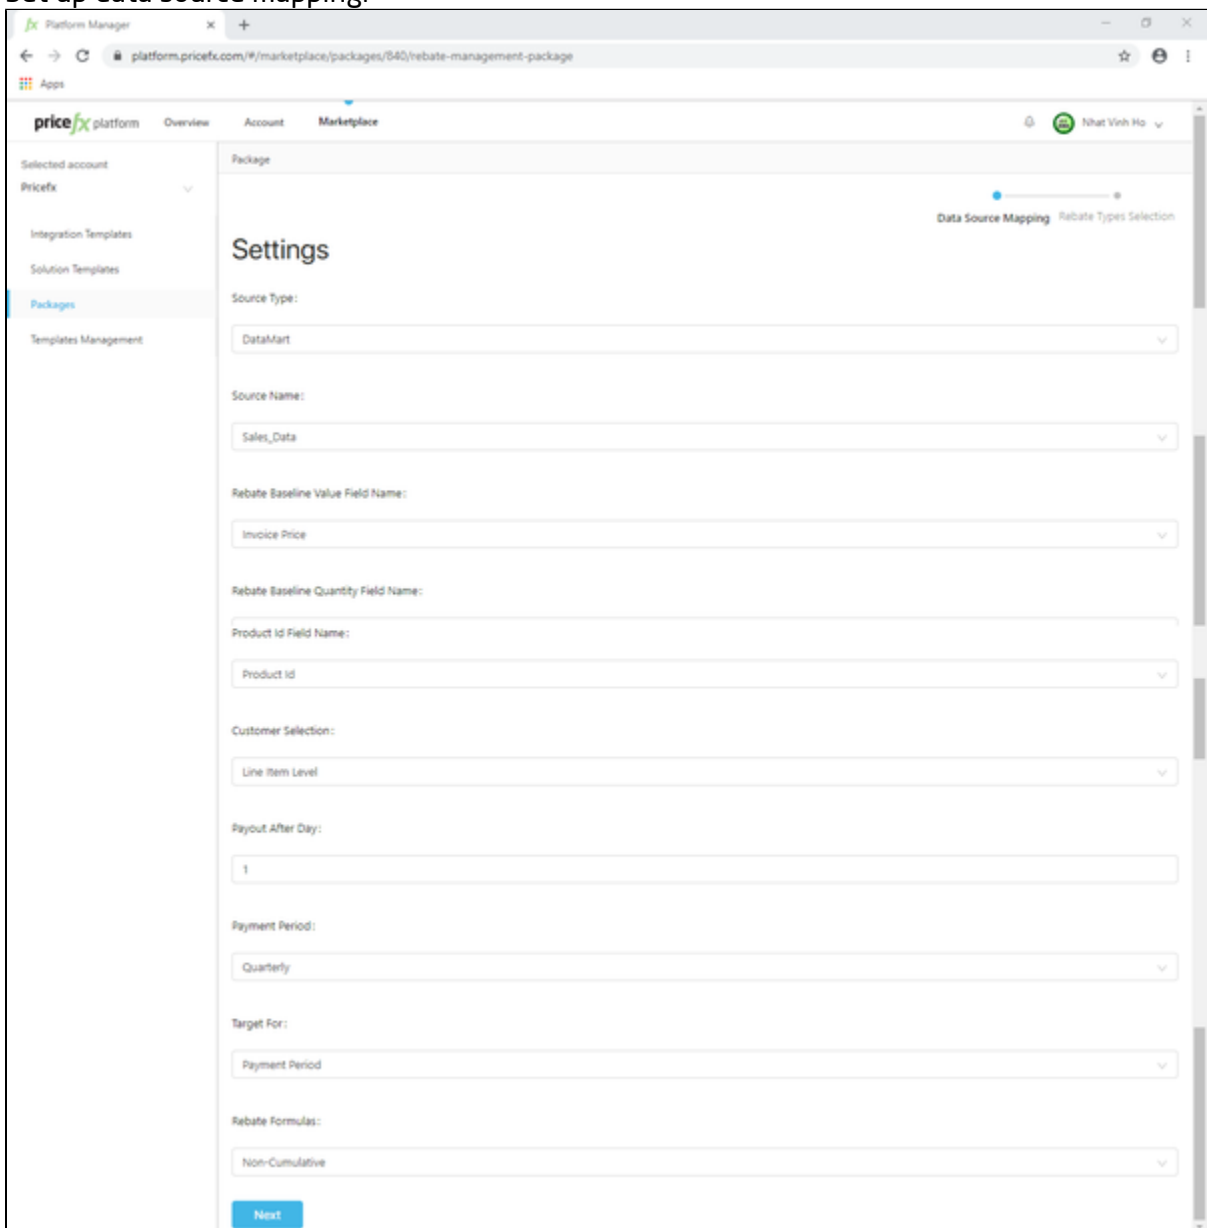 Set up data source mapping.
fx Platform Manager
platform.pricefx.com/#/marketplace/packages/840/rebate-management-package
Apps
pricefx platform Overview Account Marketplace Nhat Vinh Ho
Selected account
Pricefx
Integration Templates
Solution Templates
Packages
Templates Management
Package
Data Source Mapping Rebate Types Selection
Settings
Source Type:
DataMart
Source Name:
Sales_Data
Rebate Baseline Value Field Name:
Invoice Price
Rebate Baseline Quantity Field Name:
Product Id Field Name:
Product Id
Customer Selection:
Line Item Level
Payout After Day:
1
Payment Period:
Quarterly
Target For:
Payment Period
Rebate Formulas:
Non-Cumulative
Next